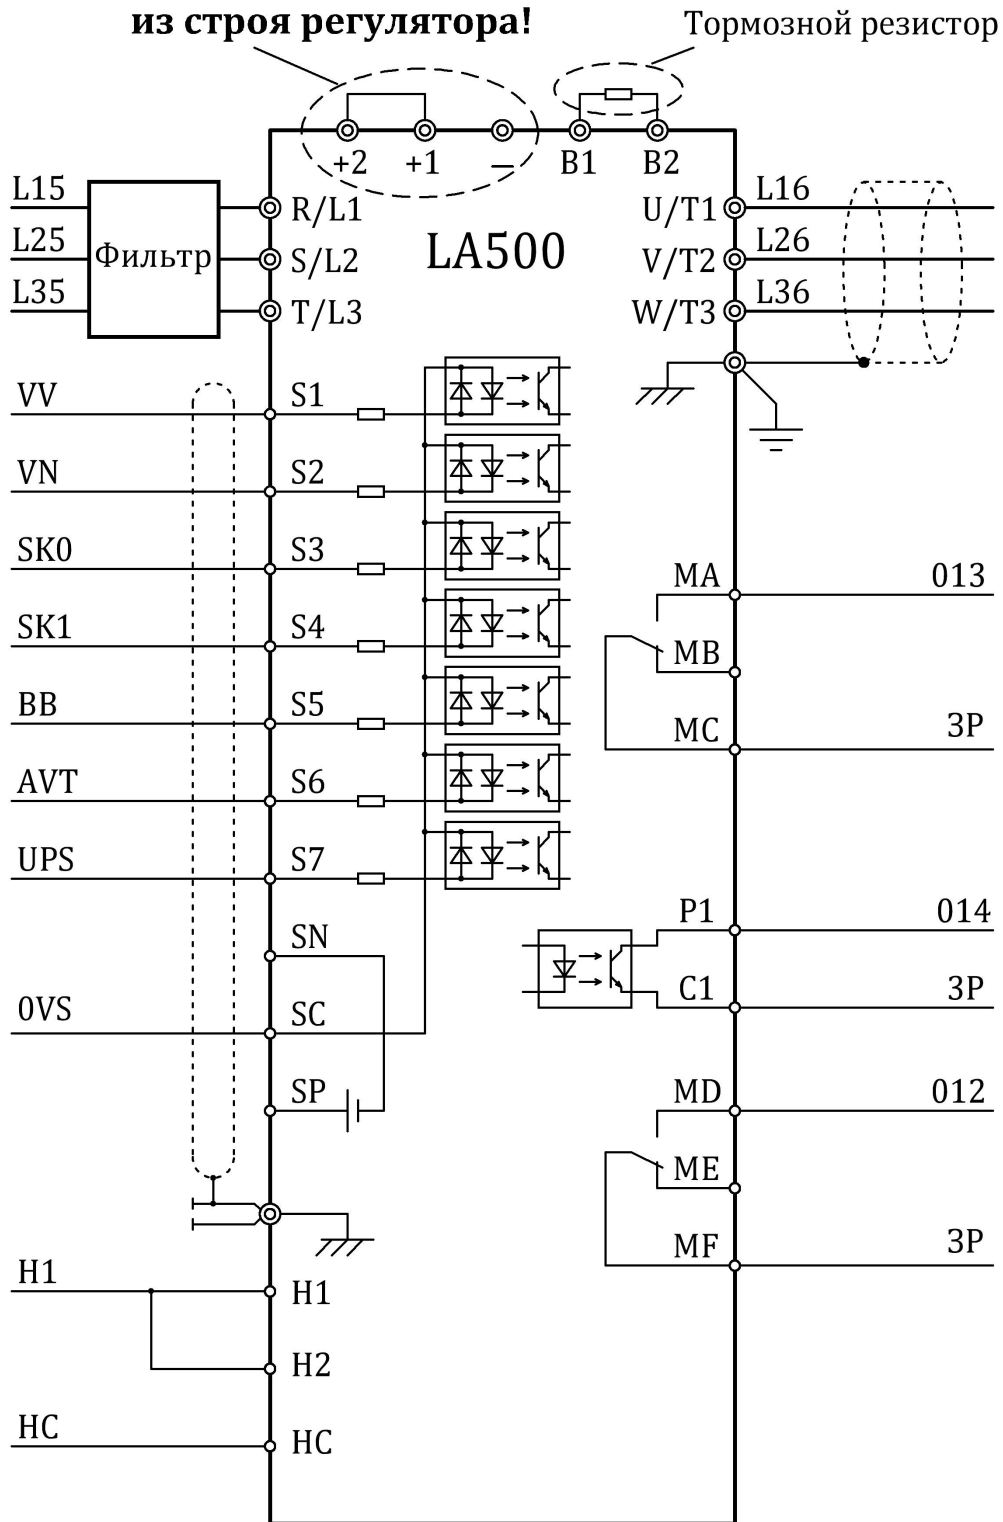 из строя регулятора!
Тормозной резистор
+2
+1
–
B1
B2
L15
L25
L35
Фильтр
R/L1
S/L2
T/L3
LA500
U/T1
V/T2
W/T3
L16
L26
L36
VV
S1
VN
S2
SK0
S3
SK1
S4
BB
S5
AVT
S6
UPS
S7
SN
0VS
SC
SP
MA
013
MB
MC
3P
P1
014
C1
3P
MD
012
ME
MF
3P
H1
H1
H2
HC
HC